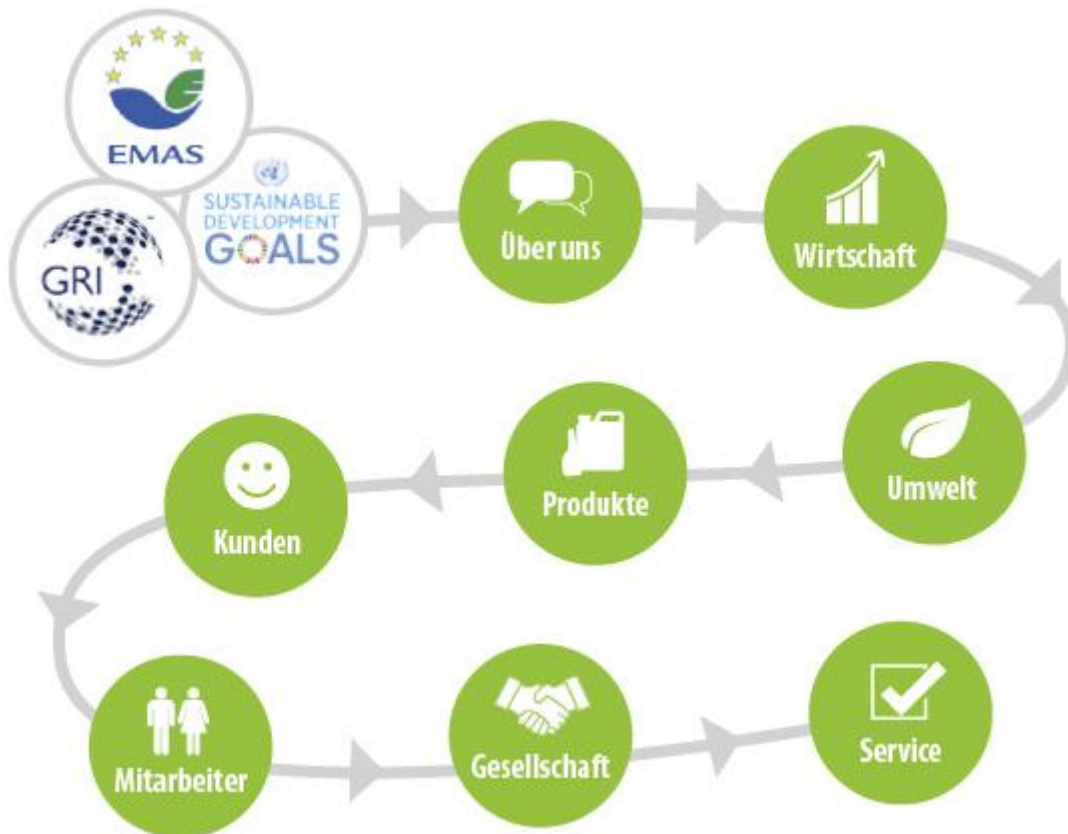 EMAS
SUSTAINABLE
DEVELOPMENT
GOALS
GRI
Über uns
Wirtschaft
Umwelt
Produkte
Kunden
Mitarbeiter
Gesellschaft
Service